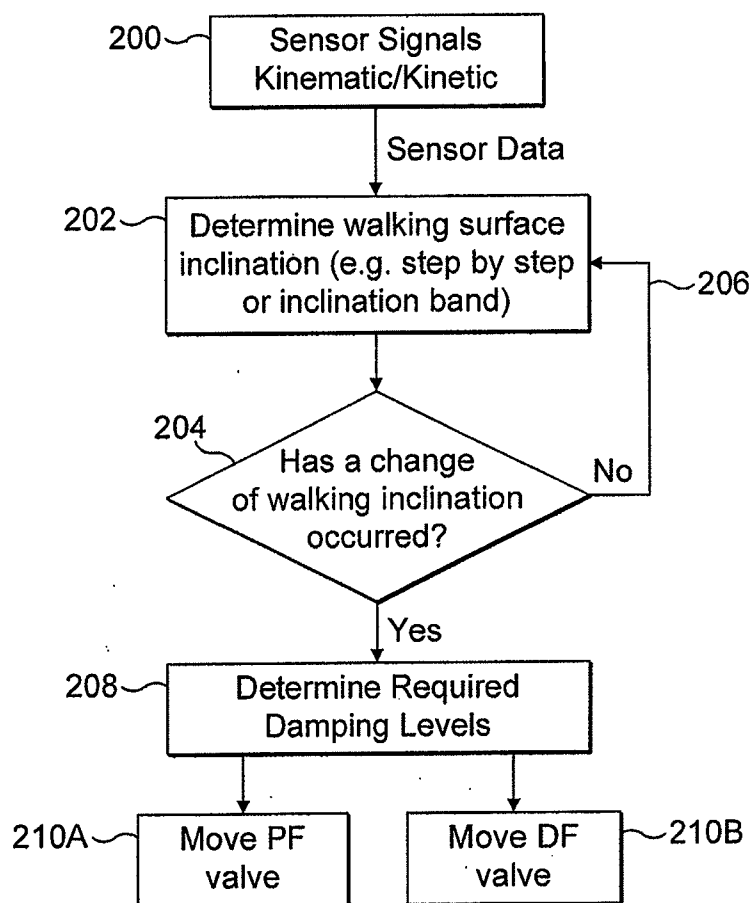 200
Sensor Signals
Kinematic/Kinetic
Sensor Data
202
Determine walking surface
inclination (e.g. step by step
or inclination band)
206
204
Has a change
of walking inclination
occurred?
No
Yes
208
Determine Required
Damping Levels
210A
Move PF
valve
Move DF
valve
210B